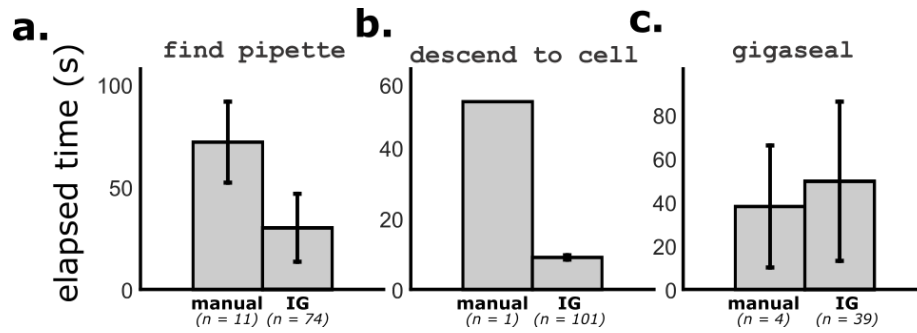 a.
find pipette
elapsed time (s)
100
50
0
manual IG
(n = 11) (n = 74)
b.
descend to cell
60
40
20
0
manual IG
(n = 1) (n = 101)
c.
gigaseal
80
60
40
20
0
manual IG
(n = 4) (n = 39)